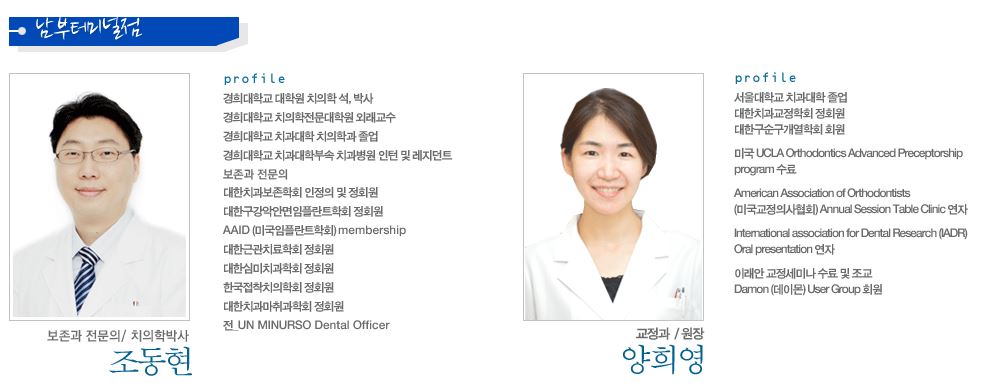 남부터미널점
profile
경희대학교 대학원 치의학 석, 박사
경희대학교 치의학전문대학원 외래교수
경희대학교 치과대학 치의학과 졸업
경희대학교 치과대학부속 치과병원 인턴 및 레지던트
보존과 전문의
대한치과보존학회 인정의 및 정회원
대한구강악안면임플란트학회 정회원
AAID (미국임플란트학회) membership
대한근관치료학회 정회원
대한심미치과학회 정회원
한국접착치의학회 정회원
대한치과마취과학회 정회원
전_UN MINURSO Dental Officer
보존과 전문의/ 치의학박사
조동현
profile
서울대학교 치과대학 졸업
대한치과교정학회 정회원
대한구순구개열학회 회원
미국 UCLA Orthodontics Advanced Preceptorship
program 수료
American Association of Orthodontists
(미국교정의사협회) Annual Session Table Clinic 연자
International association for Dental Research (IADR)
Oral presentation 연자
이래안 교정세미나 수료 및 조교
Damon (데이몬) User Group 회원
교정과 / 원장
양희영